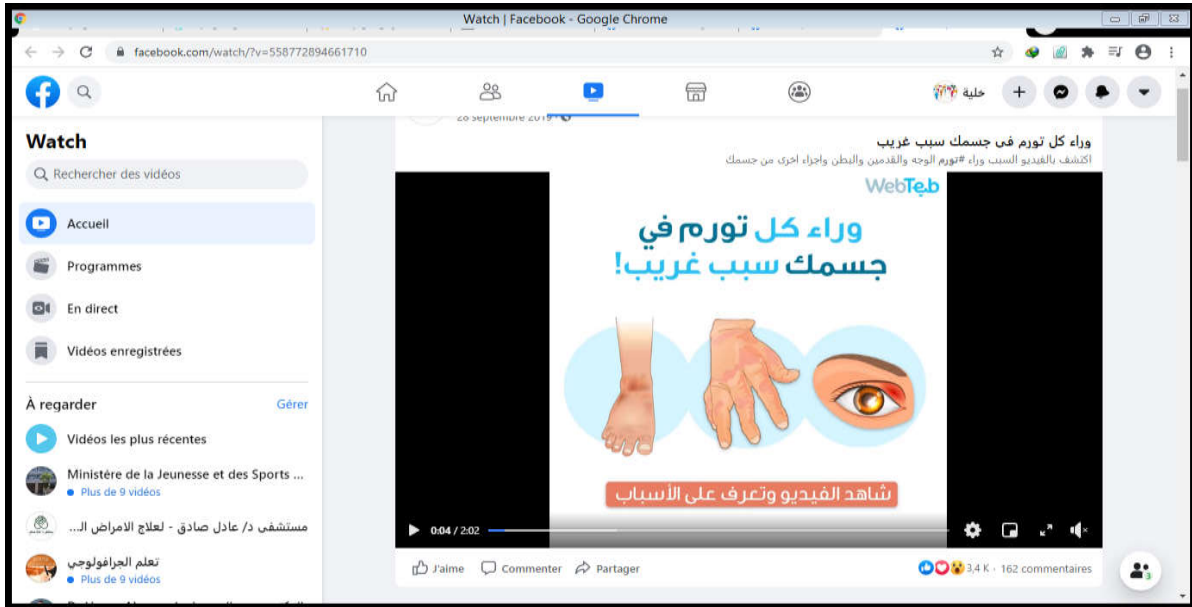 Watch | Facebook - Google Chrome
facebook.com/watch/?v=558772894661710
خلية
28 septembre 2019
Watch
Rechercher des vidéos
Accueil
Programmes
En direct
Vidéos enregistrées
À regarder
Gérer
Vidéos les plus récentes
Ministère de la Jeunesse et des Sports ...
Plus de 9 vidéos
مستشفى د/ عادل صادق - لعلاج الامراض الـ...
تعلم الجرافولوجي
Plus de 9 vidéos
وراء كل تورم فى جسمك سبب غريب
اكتشف بالفيديو السبب وراء #تورم الوجه والقدمين والبطن واجزاء اخرى من جسمك
WebTeb
وراء كل تورم في
جسمك سبب غريب!
شاهد الفيديو وتعرف على الأسباب
0:04 / 2:02
J'aime
Commenter
Partager
3,4 K · 162 commentaires
3